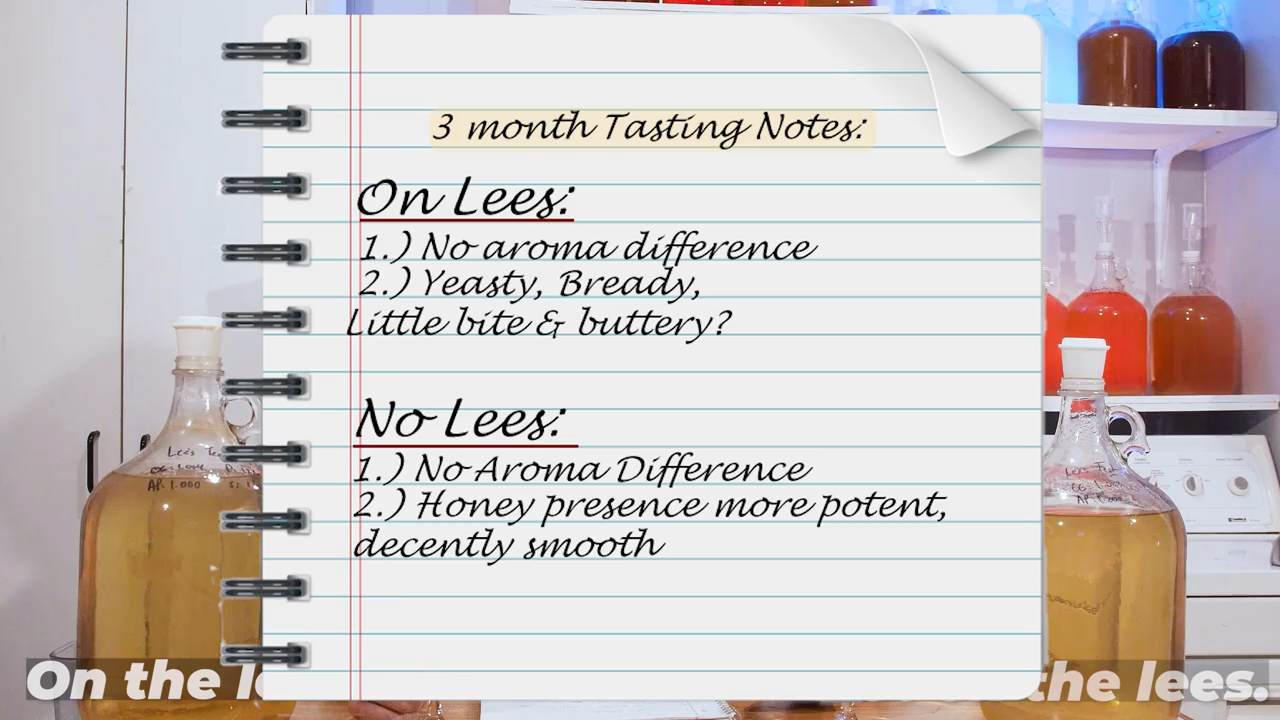 3 month Tasting Notes:
On Lees:
1.) No aroma difference
2.) Yeasty, Bready,
Little bite & buttery?
No Lees:
1.) No Aroma Difference
2.) Honey presence more potent,
decently smooth
On the
the lees.